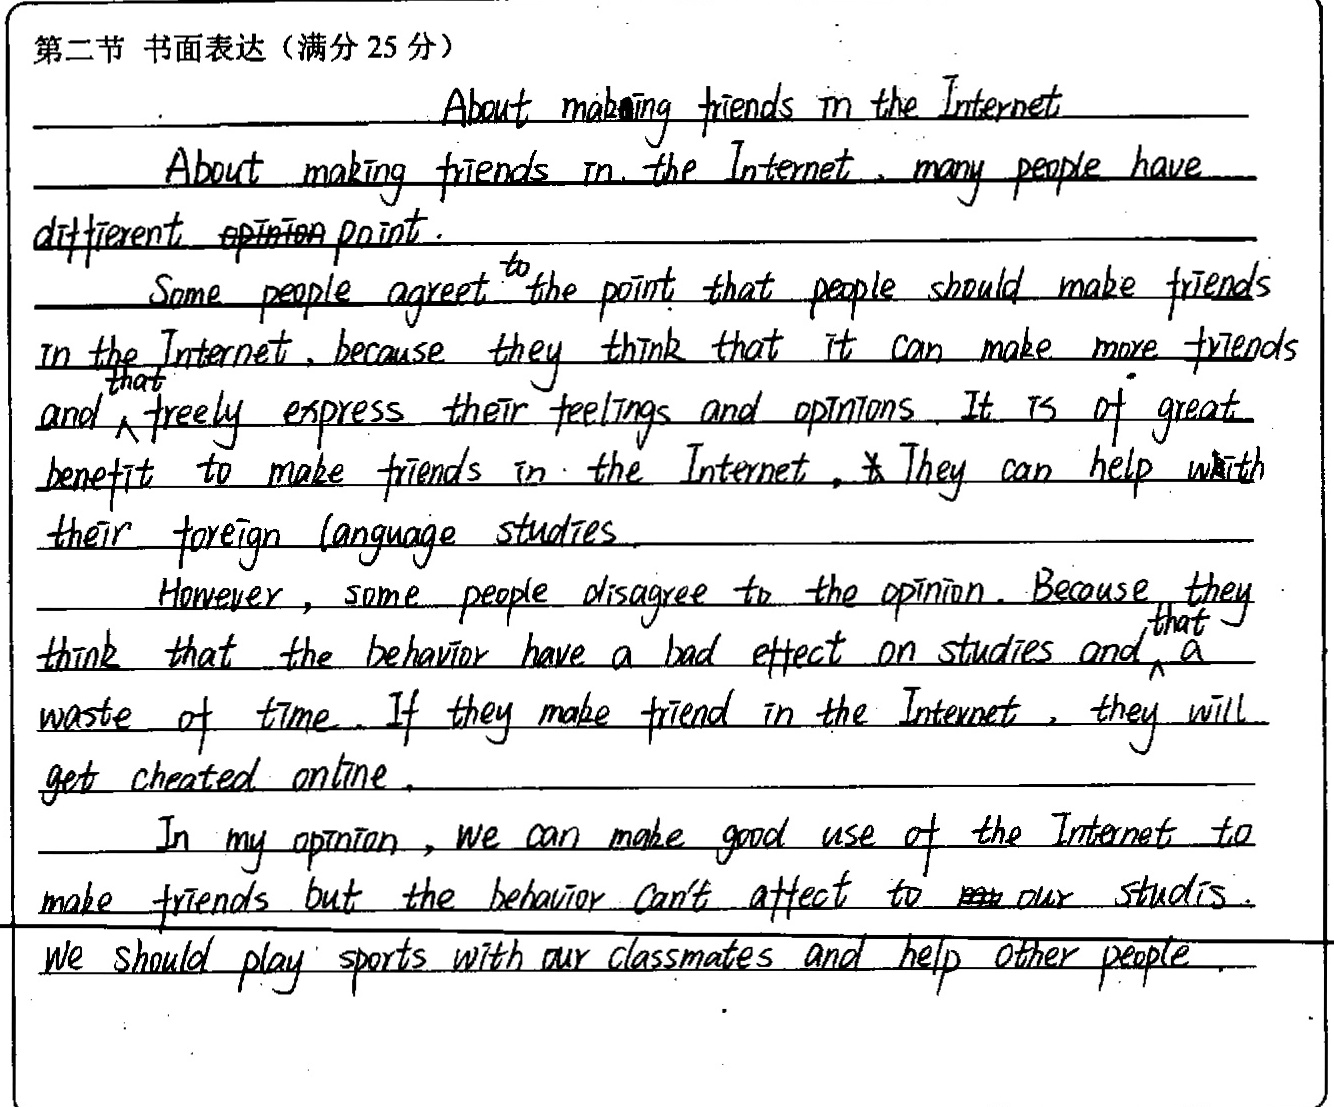 第二节 书面表达（满分 25 分）
About making friends in the Internet
About making friends in the Internet, many people have
diffierent opinion point.
Some people agreet to the point that people should make friends
in the Internet, because they think that it can make more friends
and that freely express their feelings and opinions. It is of great
benefit to make friends in the Internet. They can help with
their foreign language studies.
However, some people disagree to the opinion. Because they
think that the behavior have a bad effect on studies and that a
waste of time. If they make friend in the Internet, they will
get cheated online.
In my opinion, we can make good use of the Internet to
make friends but the behavior can't affect to our studis.
We should play sports with our classmates and help other people.